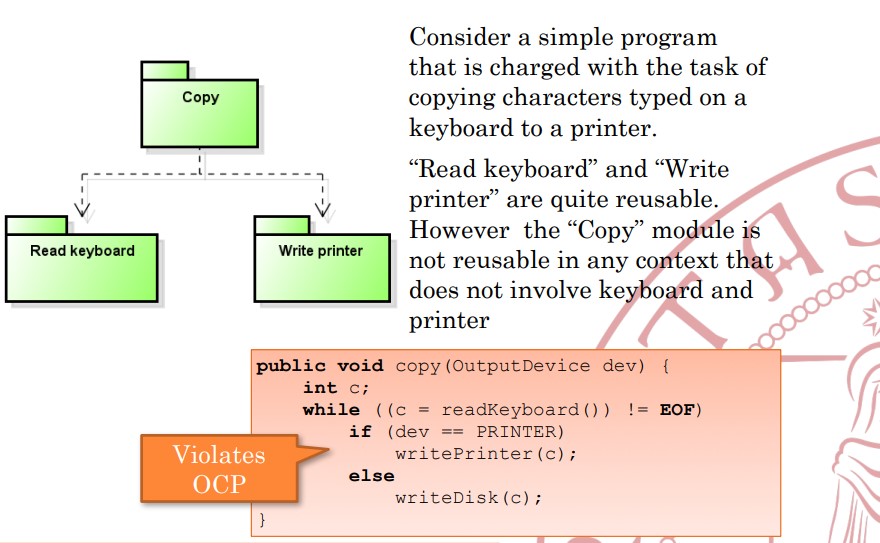 Consider a simple program
that is charged with the task of
copying characters typed on a
keyboard to a printer.
Copy
Read keyboard
Write printer
“Read keyboard” and “Write
printer” are quite reusable.
However the “Copy” module is
not reusable in any context that
does not involve keyboard and
printer
public void copy(OutputDevice dev) {
    int c;
    while ((c = readKeyboard()) != EOF)
        if (dev == PRINTER)
            writePrinter(c);
        else
            writeDisk(c);
}
Violates
OCP